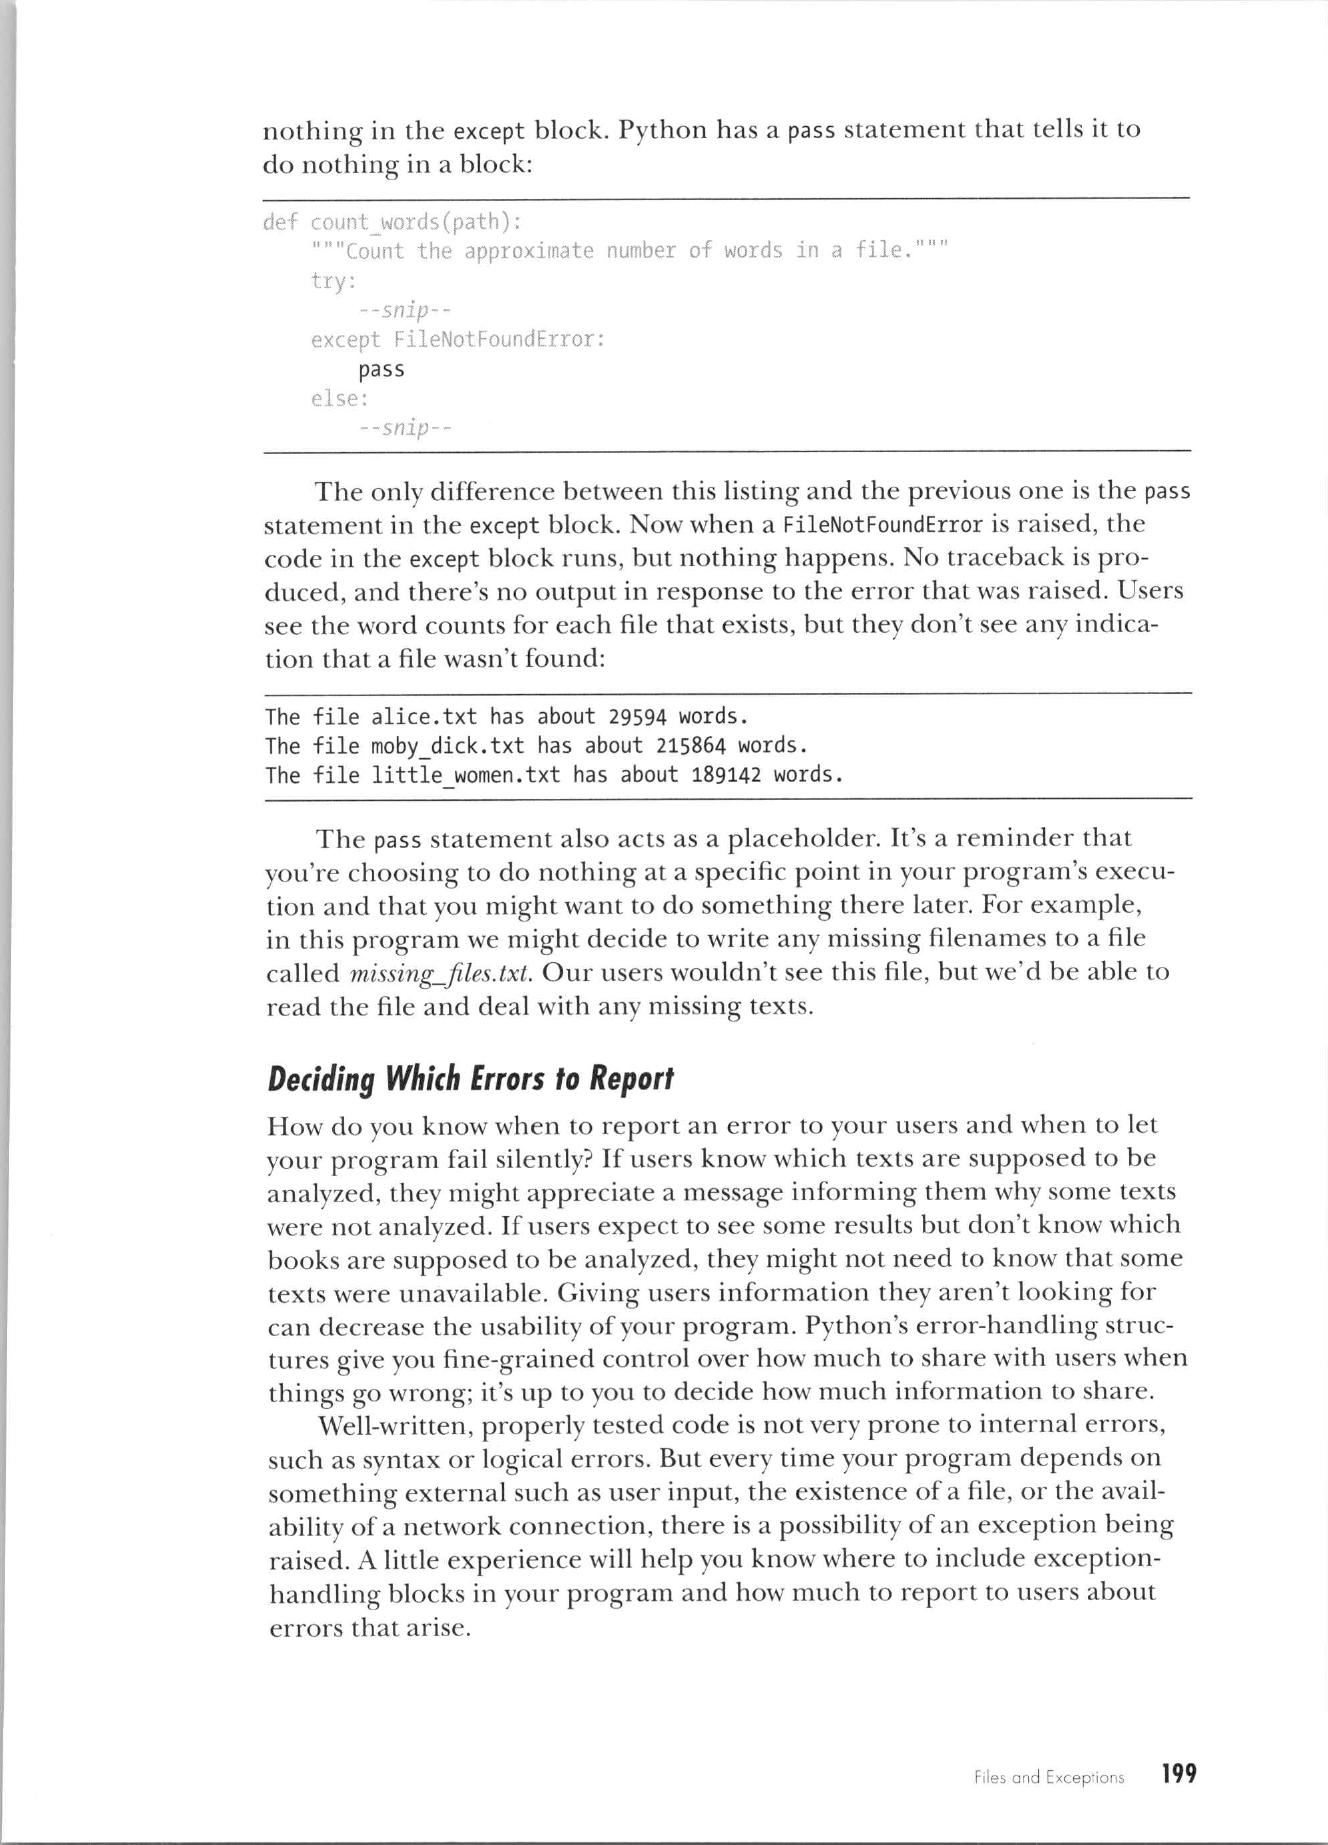 nothing in the except block. Python has a pass statement that tells it to
do nothing in a block:
def count_words(path):
    """Count the approximate number of words in a file."""
    try:
        --snip--
    except FileNotFoundError:
        pass
    else:
        --snip--
The only difference between this listing and the previous one is the pass
statement in the except block. Now when a FileNotFoundError is raised, the
code in the except block runs, but nothing happens. No traceback is pro-
duced, and there's no output in response to the error that was raised. Users
see the word counts for each file that exists, but they don't see any indica-
tion that a file wasn't found:
The file alice.txt has about 29594 words.
The file moby_dick.txt has about 215864 words.
The file little_women.txt has about 189142 words.
The pass statement also acts as a placeholder. It's a reminder that
you're choosing to do nothing at a specific point in your program's execu-
tion and that you might want to do something there later. For example,
in this program we might decide to write any missing filenames to a file
called missing_files.txt. Our users wouldn't see this file, but we'd be able to
read the file and deal with any missing texts.
Deciding Which Errors to Report
How do you know when to report an error to your users and when to let
your program fail silently? If users know which texts are supposed to be
analyzed, they might appreciate a message informing them why some texts
were not analyzed. If users expect to see some results but don't know which
books are supposed to be analyzed, they might not need to know that some
texts were unavailable. Giving users information they aren't looking for
can decrease the usability of your program. Python's error-handling struc-
tures give you fine-grained control over how much to share with users when
things go wrong; it's up to you to decide how much information to share.
Well-written, properly tested code is not very prone to internal errors,
such as syntax or logical errors. But every time your program depends on
something external such as user input, the existence of a file, or the avail-
ability of a network connection, there is a possibility of an exception being
raised. A little experience will help you know where to include exception-
handling blocks in your program and how much to report to users about
errors that arise.
Files and Exceptions 199